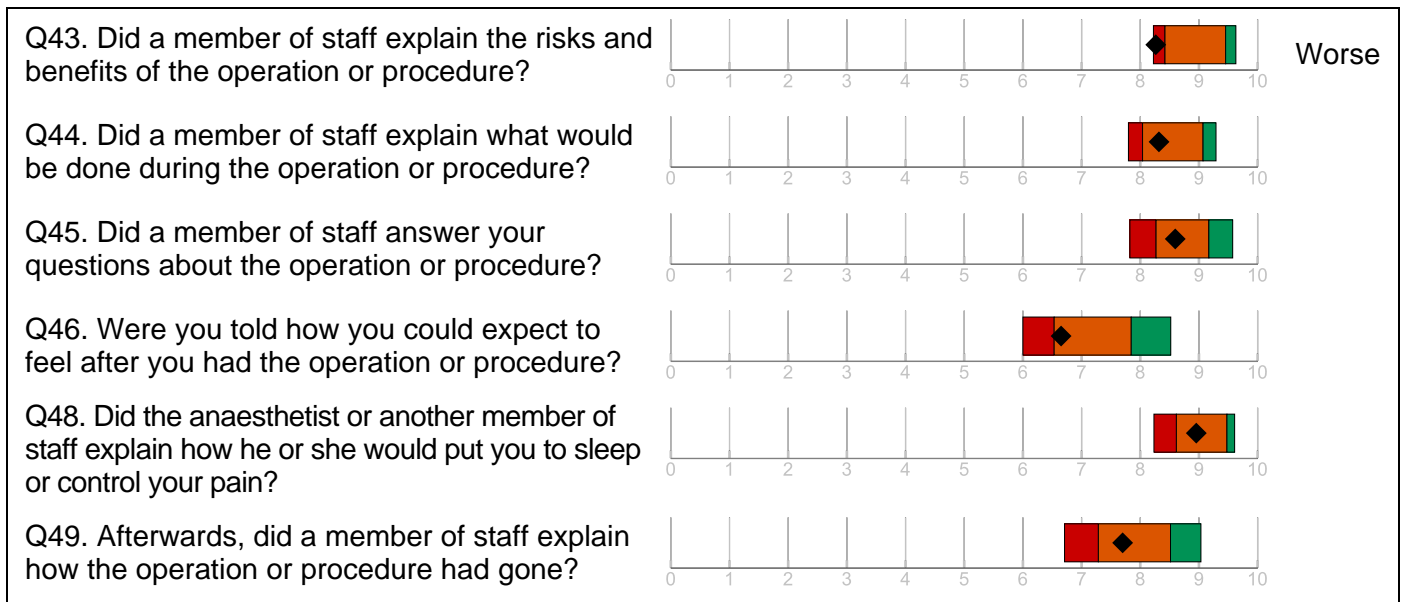 Q43. Did a member of staff explain the risks and
benefits of the operation or procedure?
0 1 2 3 4 5 6 7 8 9 10
Worse
Q44. Did a member of staff explain what would
be done during the operation or procedure?
0 1 2 3 4 5 6 7 8 9 10
Q45. Did a member of staff answer your
questions about the operation or procedure?
0 1 2 3 4 5 6 7 8 9 10
Q46. Were you told how you could expect to
feel after you had the operation or procedure?
0 1 2 3 4 5 6 7 8 9 10
Q48. Did the anaesthetist or another member of
staff explain how he or she would put you to sleep
or control your pain?
0 1 2 3 4 5 6 7 8 9 10
Q49. Afterwards, did a member of staff explain
how the operation or procedure had gone?
0 1 2 3 4 5 6 7 8 9 10